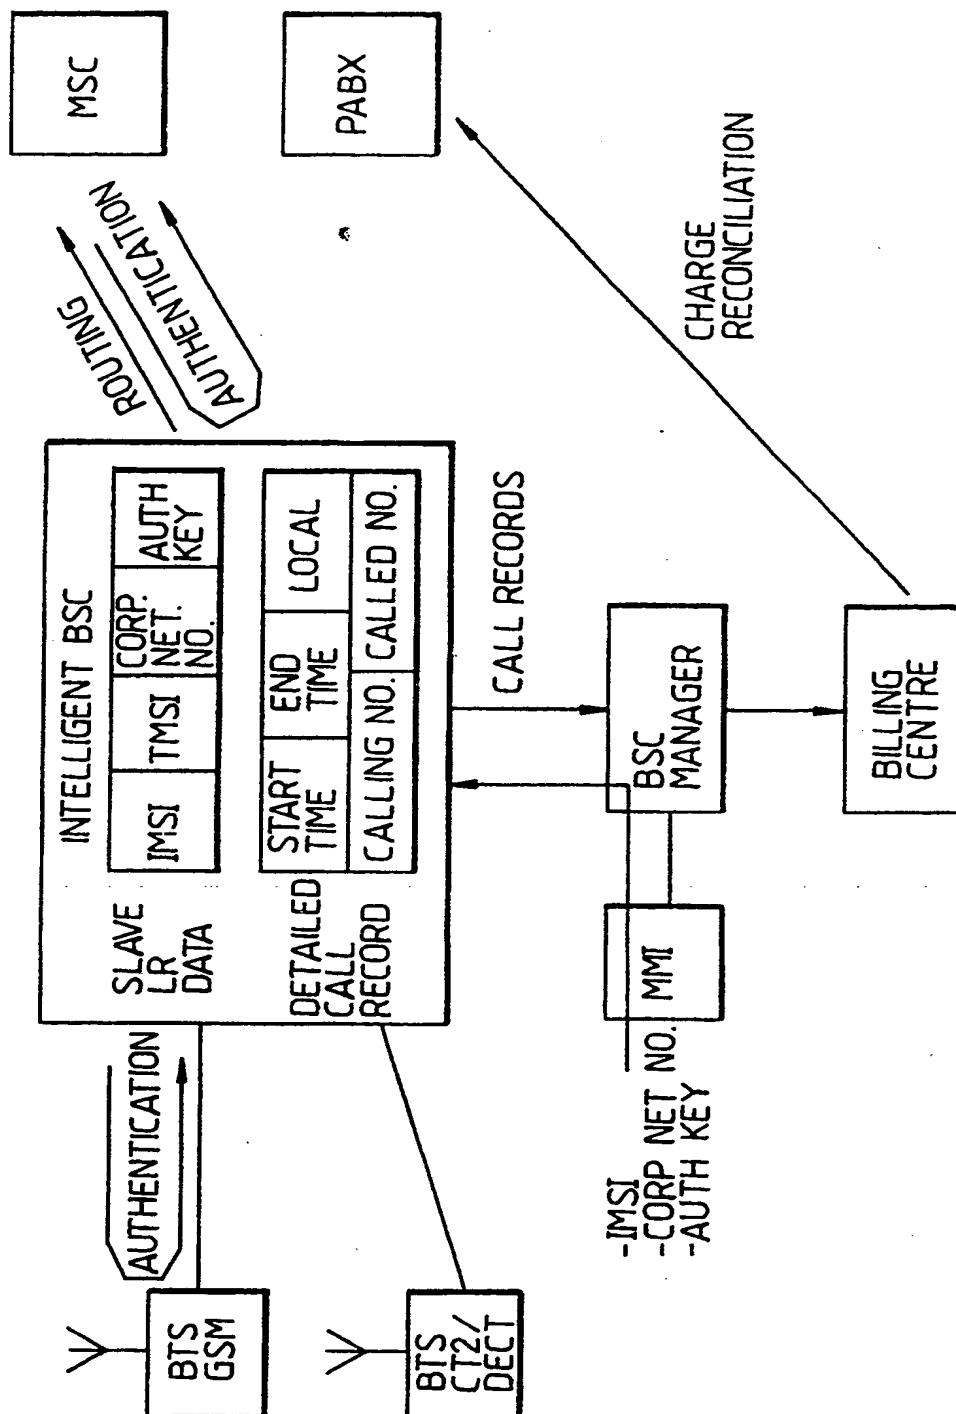 MSC
PABX
ROUTING
AUTHENTICATION
CHARGE
RECONCILIATION
INTELLIGENT BSC
SLAVE
LR
DATA
IMSI
TMSI
CORP.
NET.
NO.
AUTH
KEY
DETAILED
CALL
RECORD
START
TIME
END
TIME
LOCAL
CALLING NO.
CALLED NO.
AUTHENTICATION
BTS
GSM
BTS
CT2/
DECT
CALL RECORDS
BSC
MANAGER
MMI
-IMSI
-CORP NET NO.
-AUTH KEY
BILLING
CENTRE